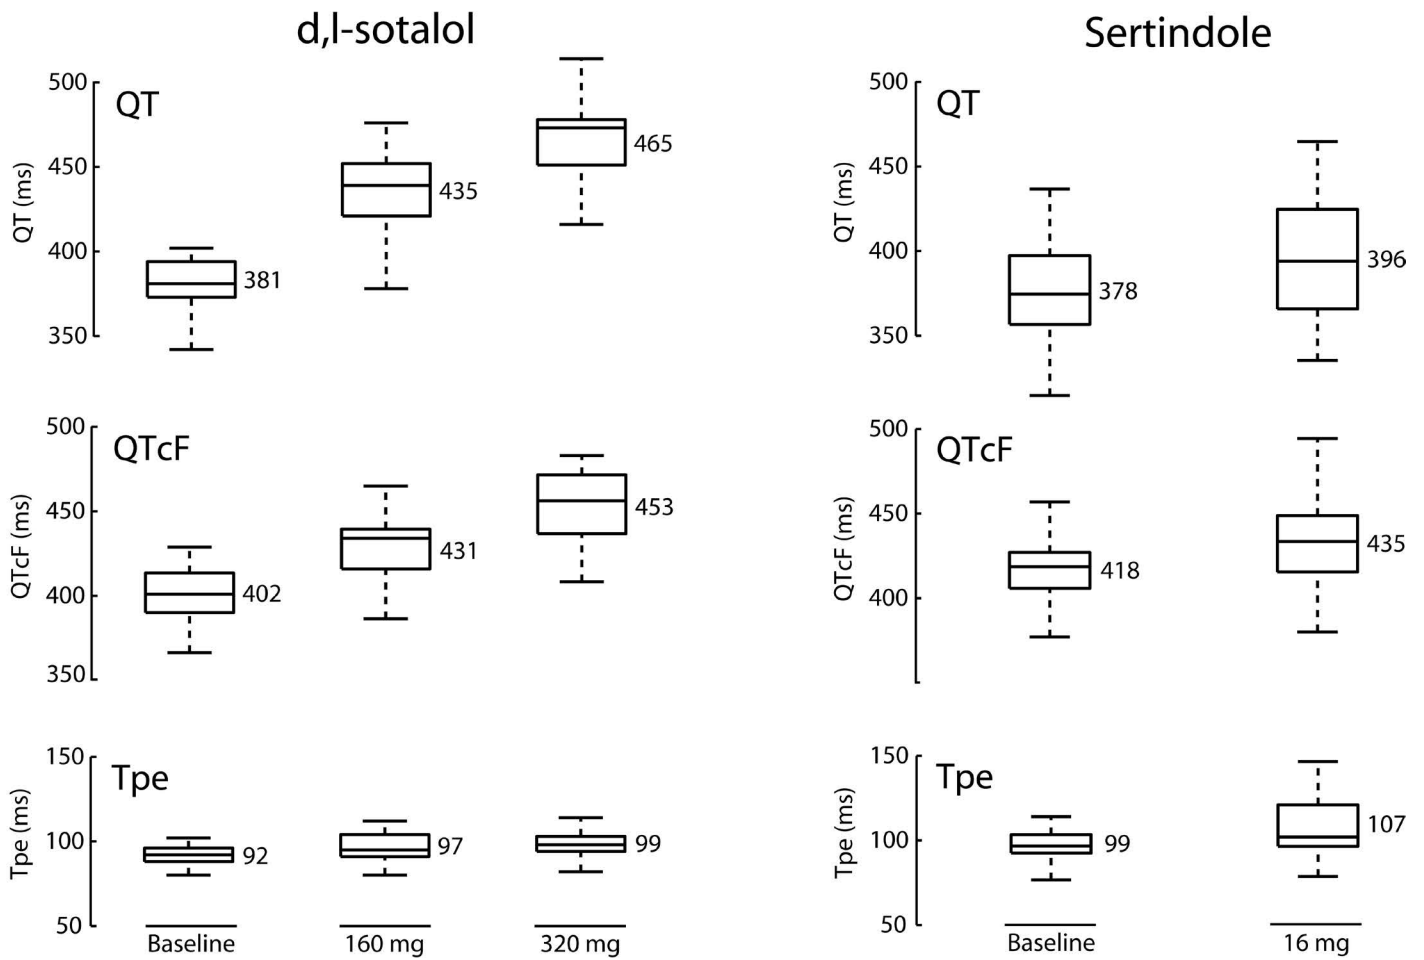 d,l-sotalol
500
QT
450
465
435
QT (ms)
400
381
350
500
QTcF
450
453
431
QTcF (ms)
400
402
350
150
Tpe
Tpe (ms)
100
92
97
99
50
Baseline
160 mg
320 mg
Sertindole
500
QT
450
QT (ms)
400
396
378
350
500
QTcF
450
QTcF (ms)
435
418
400
150
Tpe
Tpe (ms)
107
100
99
50
Baseline
16 mg